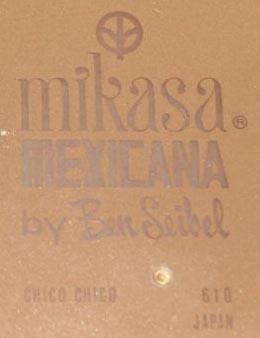 mikasa®
MEXICANA
by Ben Seibel
CHICO CHICO 610
JAPAN